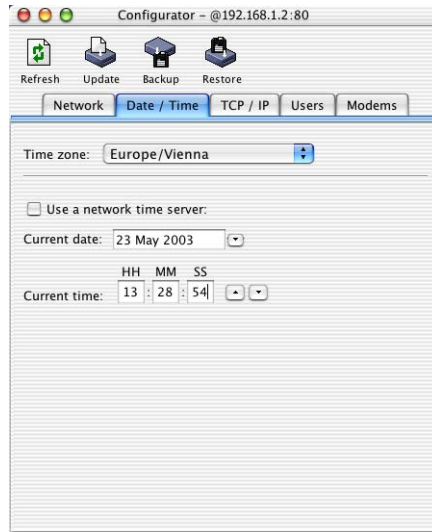 Configurator – @192.168.1.2:80
Refresh Update Backup Restore
Network Date / Time TCP / IP Users Modems
Time zone: Europe/Vienna
Use a network time server:
Current date: 23 May 2003
HH MM SS
Current time: 13 : 28 : 54